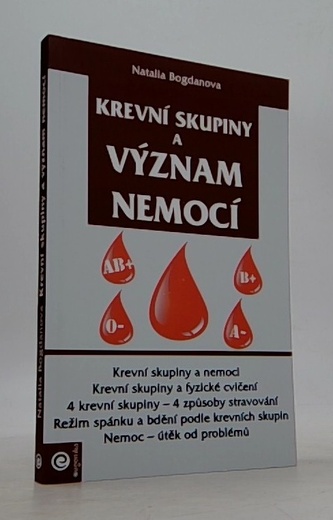 Natalia Bogdanova
KREVNÍ SKUPINY
A
VÝZNAM
NEMOCÍ
AB+
B+
0-
A-
Krevní skupiny a nemoci
Krevní skupiny a fyzické cvičení
4 krevní skupiny – 4 způsoby stravování
Režim spánku a bdění podle krevních skupin
Nemoc – útěk od problémů
Natalia Bogdanova Krevní skupiny a význam nemocí